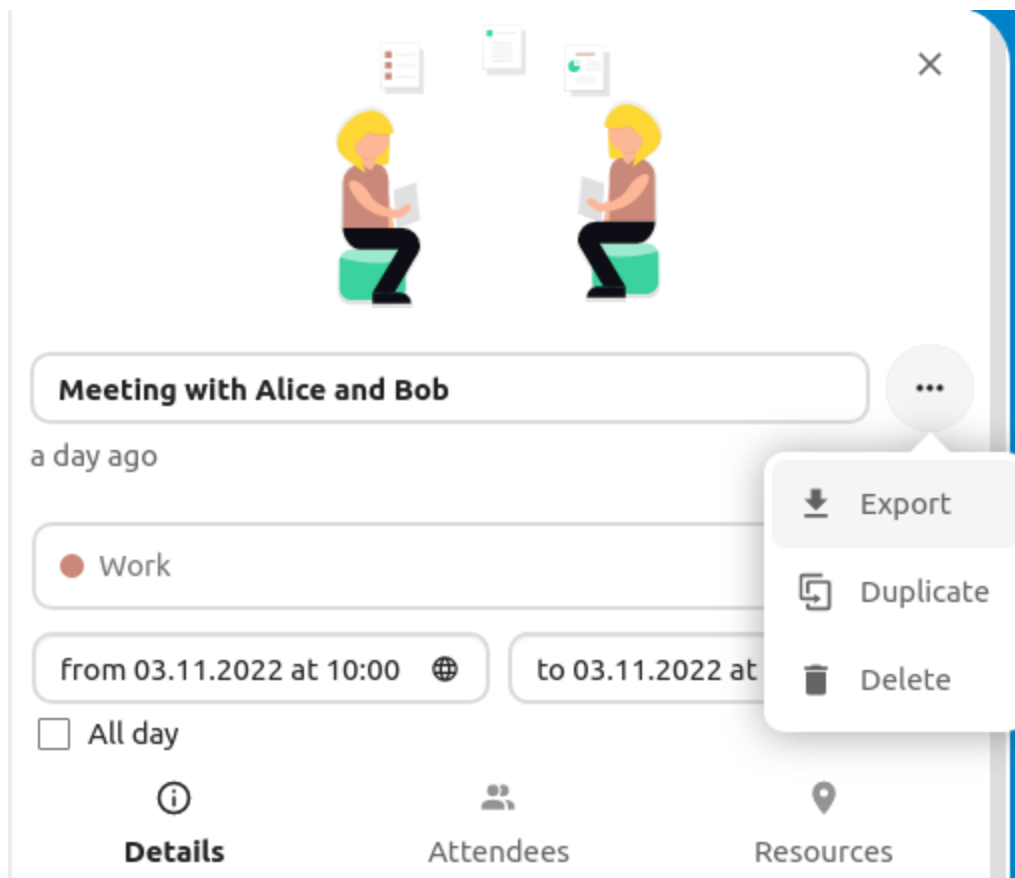 Meeting with Alice and Bob
a day ago
Export
Work
Duplicate
from 03.11.2022 at 10:00
to 03.11.2022 at
Delete
All day
Details
Attendees
Resources